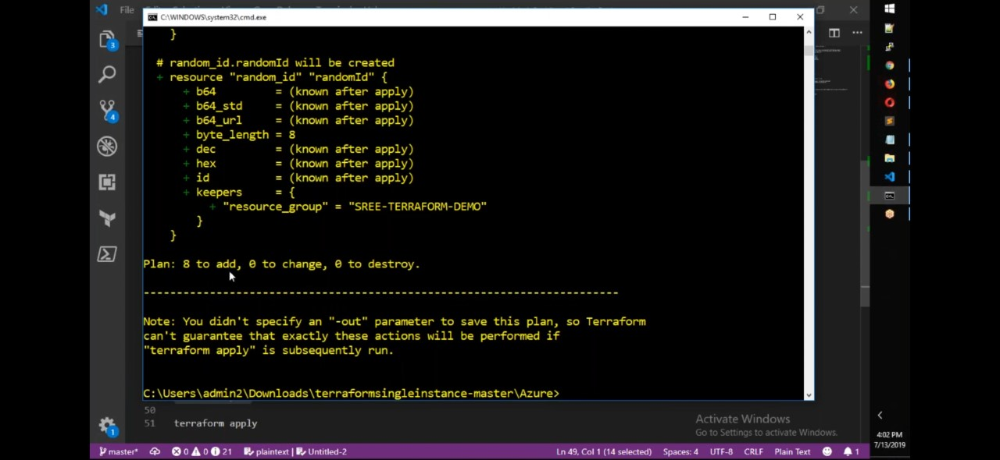 File
C:\WINDOWS\system32\cmd.exe
}
# random_id.randomId will be created
+ resource "random_id" "randomId" {
+ b64 = (known after apply)
+ b64_std = (known after apply)
+ b64_url = (known after apply)
+ byte_length = 8
+ dec = (known after apply)
+ hex = (known after apply)
+ id = (known after apply)
+ keepers = {
+ "resource_group" = "SREE-TERRAFORM-DEMO"
}
}
Plan: 8 to add, 0 to change, 0 to destroy.
------------------------------------------------------------------------
Note: You didn't specify an "-out" parameter to save this plan, so Terraform
can't guarantee that exactly these actions will be performed if
"terraform apply" is subsequently run.
C:\Users\admin2\Downloads\terraformsingleinstance-master\Azure>
50
51 terraform apply
Activate Windows
Go to Settings to activate Windows.
3
4
1
master* 0 0 21 plaintext | Untitled-2 Ln 49, Col 1 (14 selected) Spaces: 4 UTF-8 CRLF Plain Text 1
4:02 PM
7/13/2019